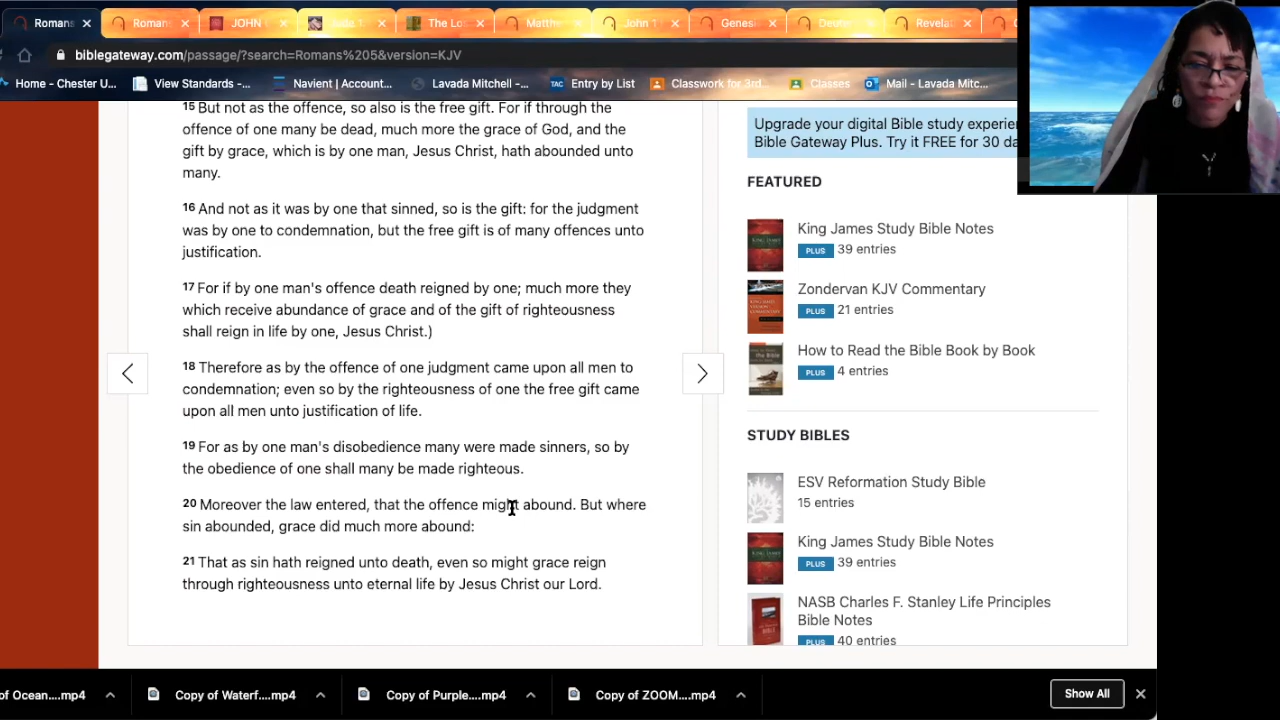 Romans
Roman
JOHN
Jude 1
The Los
Matthe
John 1
Genesi
Deuter
Revela
biblegateway.com/passage/?search=Romans%205&version=KJV
Home - Chester U...
View Standards -...
Navient | Account...
Lavada Mitchell -...
TAC Entry by List
Classwork for 3rd...
Classes
Mail - Lavada Mitc...
15 But not as the offence, so also is the free gift. For if through the
offence of one many be dead, much more the grace of God, and the
gift by grace, which is by one man, Jesus Christ, hath abounded unto
many.
16 And not as it was by one that sinned, so is the gift: for the judgment
was by one to condemnation, but the free gift is of many offences unto
justification.
17 For if by one man's offence death reigned by one; much more they
which receive abundance of grace and of the gift of righteousness
shall reign in life by one, Jesus Christ.)
18 Therefore as by the offence of one judgment came upon all men to
condemnation; even so by the righteousness of one the free gift came
upon all men unto justification of life.
19 For as by one man's disobedience many were made sinners, so by
the obedience of one shall many be made righteous.
20 Moreover the law entered, that the offence might abound. But where
sin abounded, grace did much more abound:
21 That as sin hath reigned unto death, even so might grace reign
through righteousness unto eternal life by Jesus Christ our Lord.
Upgrade your digital Bible study experien
Bible Gateway Plus. Try it FREE for 30 da
FEATURED
King James Study Bible Notes
PLUS 39 entries
Zondervan KJV Commentary
PLUS 21 entries
How to Read the Bible Book by Book
PLUS 4 entries
STUDY BIBLES
ESV Reformation Study Bible
15 entries
King James Study Bible Notes
PLUS 39 entries
NASB Charles F. Stanley Life Principles
Bible Notes
PLUS 40 entries
of Ocean....mp4
Copy of Waterf....mp4
Copy of Purple....mp4
Copy of ZOOM....mp4
Show All